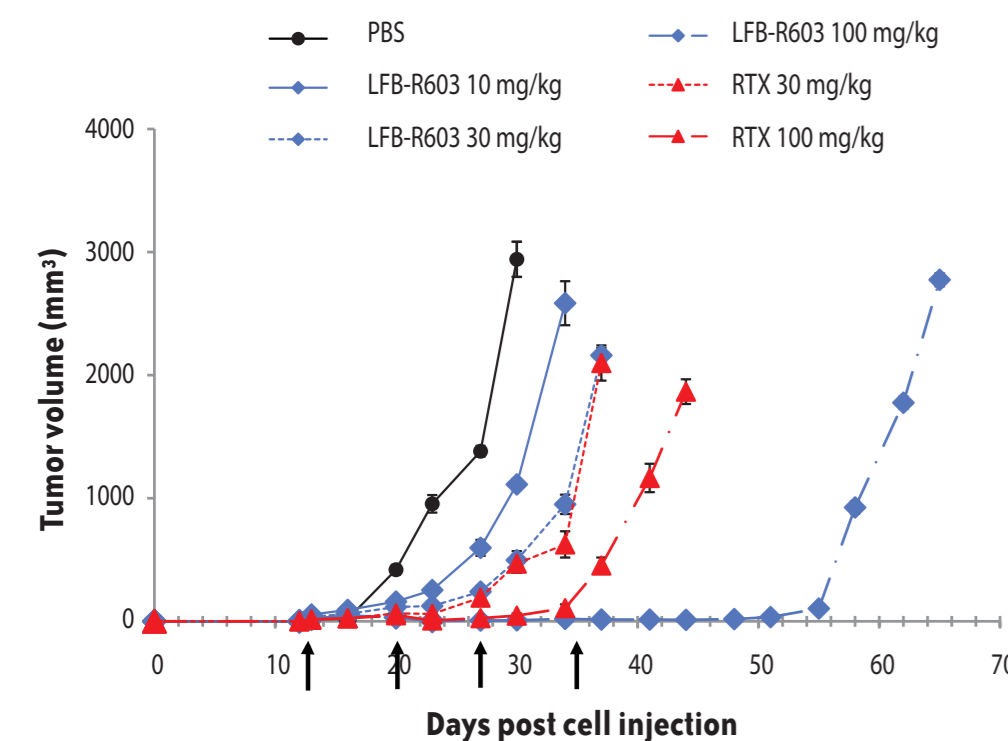 PBS
LFB-R603 100 mg/kg
LFB-R603 10 mg/kg
RTX 30 mg/kg
LFB-R603 30 mg/kg
RTX 100 mg/kg
4000
3000
2000
1000
0
Tumor volume (mm³)
0 10 20 30 40 50 60 70
Days post cell injection